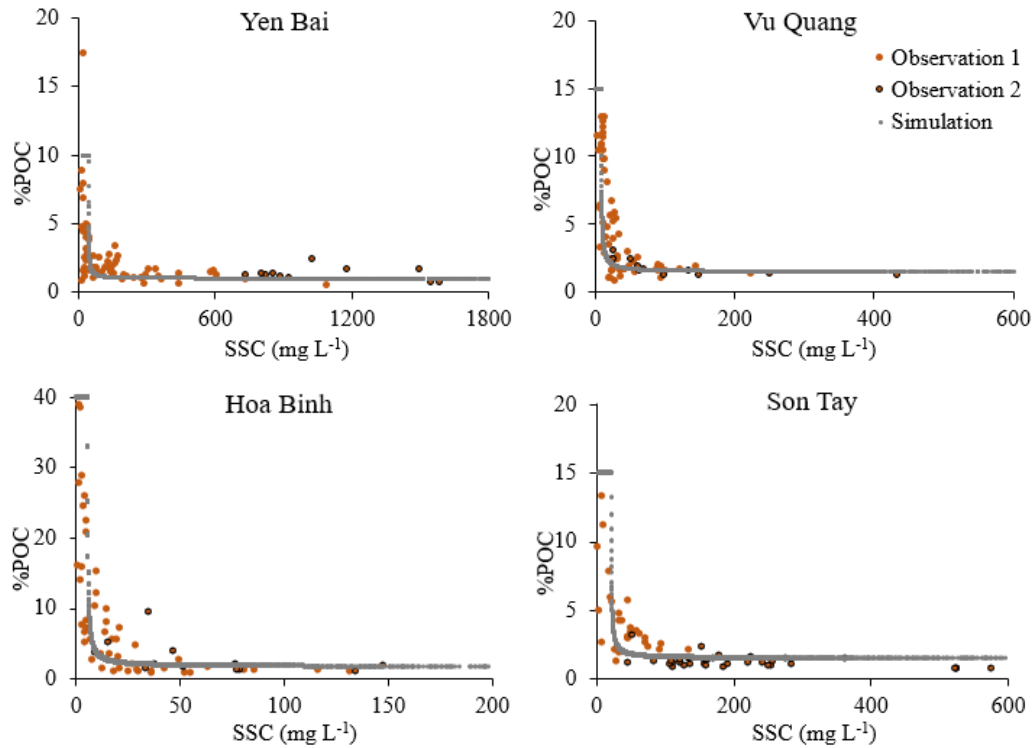 Yen Bai
20
15
10
5
0
%POC
0 600 1200 1800
SSC (mg L⁻¹)
Vu Quang
Observation 1
Observation 2
Simulation
20
15
10
5
0
%POC
0 200 400 600
SSC (mg L⁻¹)
Hoa Binh
40
30
20
10
0
%POC
0 50 100 150 200
SSC (mg L⁻¹)
Son Tay
20
15
10
5
0
%POC
0 200 400 600
SSC (mg L⁻¹)